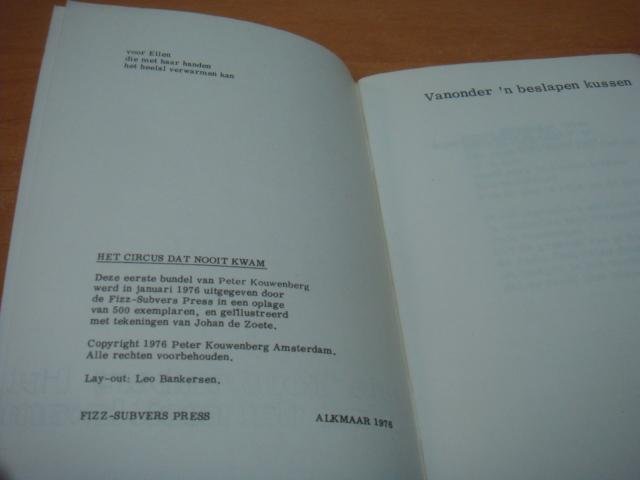 voor Ellen
die met haar handen
het heelal verwarmen kan
HET CIRCUS DAT NOOIT KWAM
Deze eerste bundel van Peter Kouwenberg
werd in januari 1976 uitgegeven door
de Fizz-Subvers Press in een oplage
van 500 exemplaren, en geïllustreerd
met tekeningen van Johan de Zoete.
Copyright 1976 Peter Kouwenberg Amsterdam.
Alle rechten voorbehouden.
Lay-out: Leo Bankersen.
FIZZ-SUBVERS PRESS ALKMAAR 1976
Vanonder 'n beslapen kussen